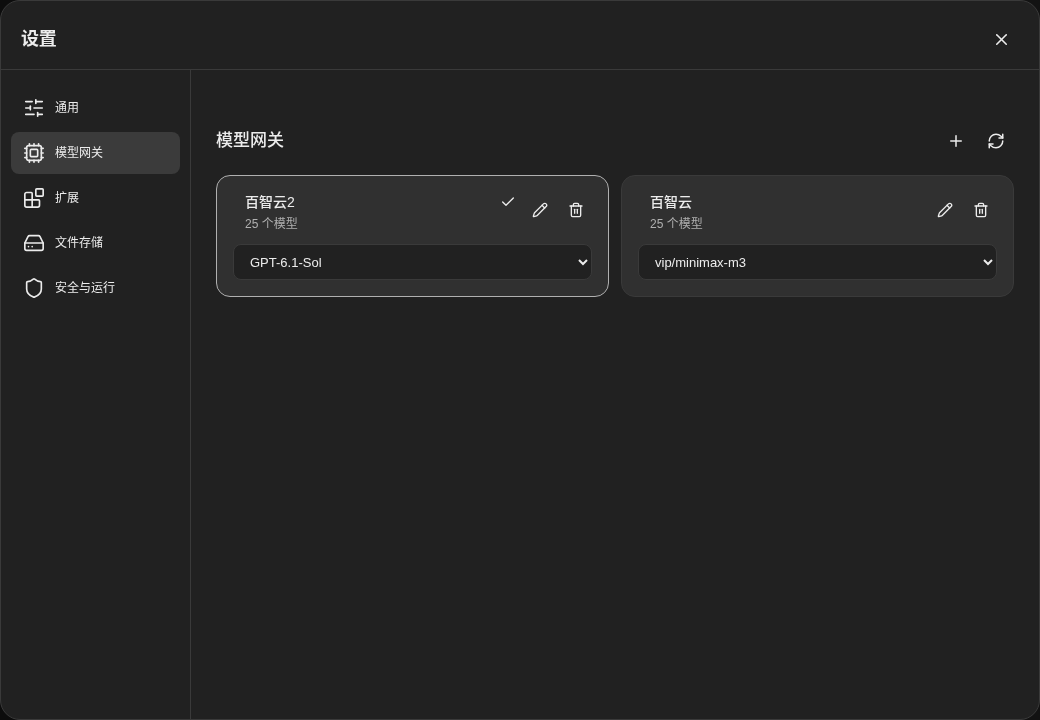 设置
通用
模型网关
扩展
文件存储
安全与运行
模型网关
百智云2
25 个模型
GPT-6.1-Sol
百智云
25 个模型
vip/minimax-m3